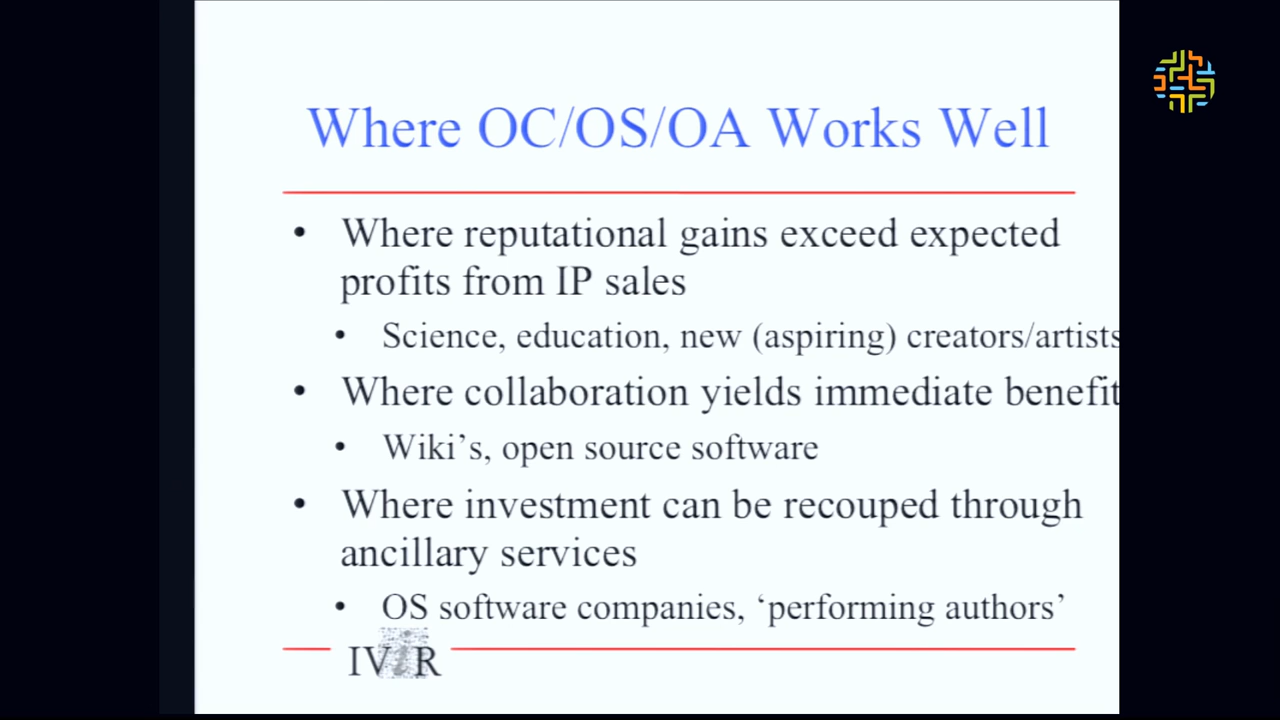 Where OC/OS/OA Works Well
• Where reputational gains exceed expected
profits from IP sales
• Science, education, new (aspiring) creators/artists
• Where collaboration yields immediate benefit
• Wiki's, open source software
• Where investment can be recouped through
ancillary services
• OS software companies, ‘performing authors’
IViR